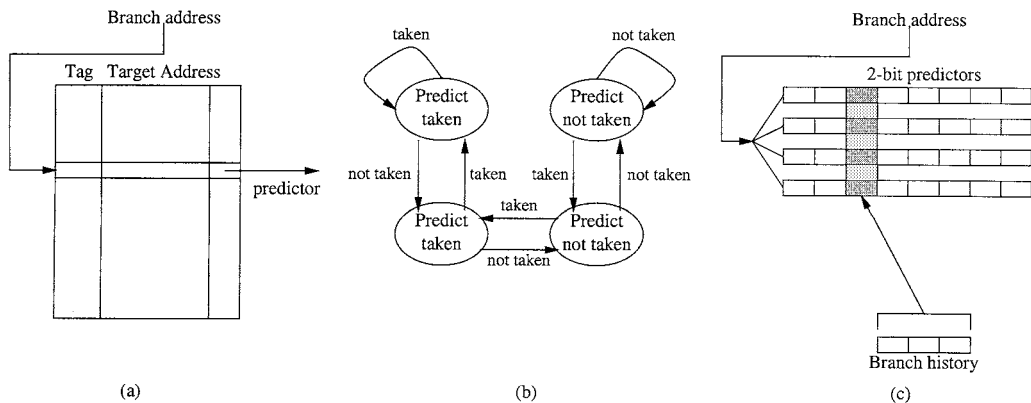 Branch address
Tag Target Address
predictor
(a)
taken
not taken
Predict
taken
Predict
not taken
not taken
taken
taken
not taken
Predict
taken
taken
not taken
Predict
not taken
(b)
Branch address
2-bit predictors
Branch history
(c)